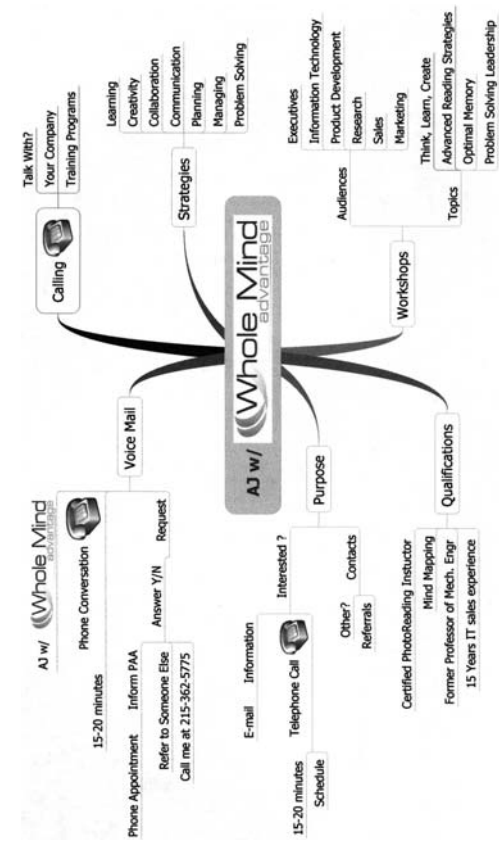 AJ w/ Whole Mind
advantage
Calling
Talk With?
Your Company
Training Programs
Strategies
Learning
Creativity
Collaboration
Communication
Planning
Managing
Problem Solving
Workshops
Audiences
Executives
Information Technology
Product Development
Research
Sales
Marketing
Topics
Think, Learn, Create
Advanced Reading Strategies
Optimal Memory
Problem Solving Leadership
Voice Mail
AJ w/ Whole Mind
advantage
Phone Conversation
15-20 minutes
Request
Answer Y/N
Phone Appointment Inform PAA
Refer to Someone Else
Call me at 215-362-5775
Purpose
Interested ?
E-mail Information
Telephone Call
15-20 minutes
Schedule
Contacts
Other?
Referrals
Qualifications
Certified PhotoReading Instuctor
Mind Mapping
Former Professor of Mech. Engr
15 Years IT sales experience